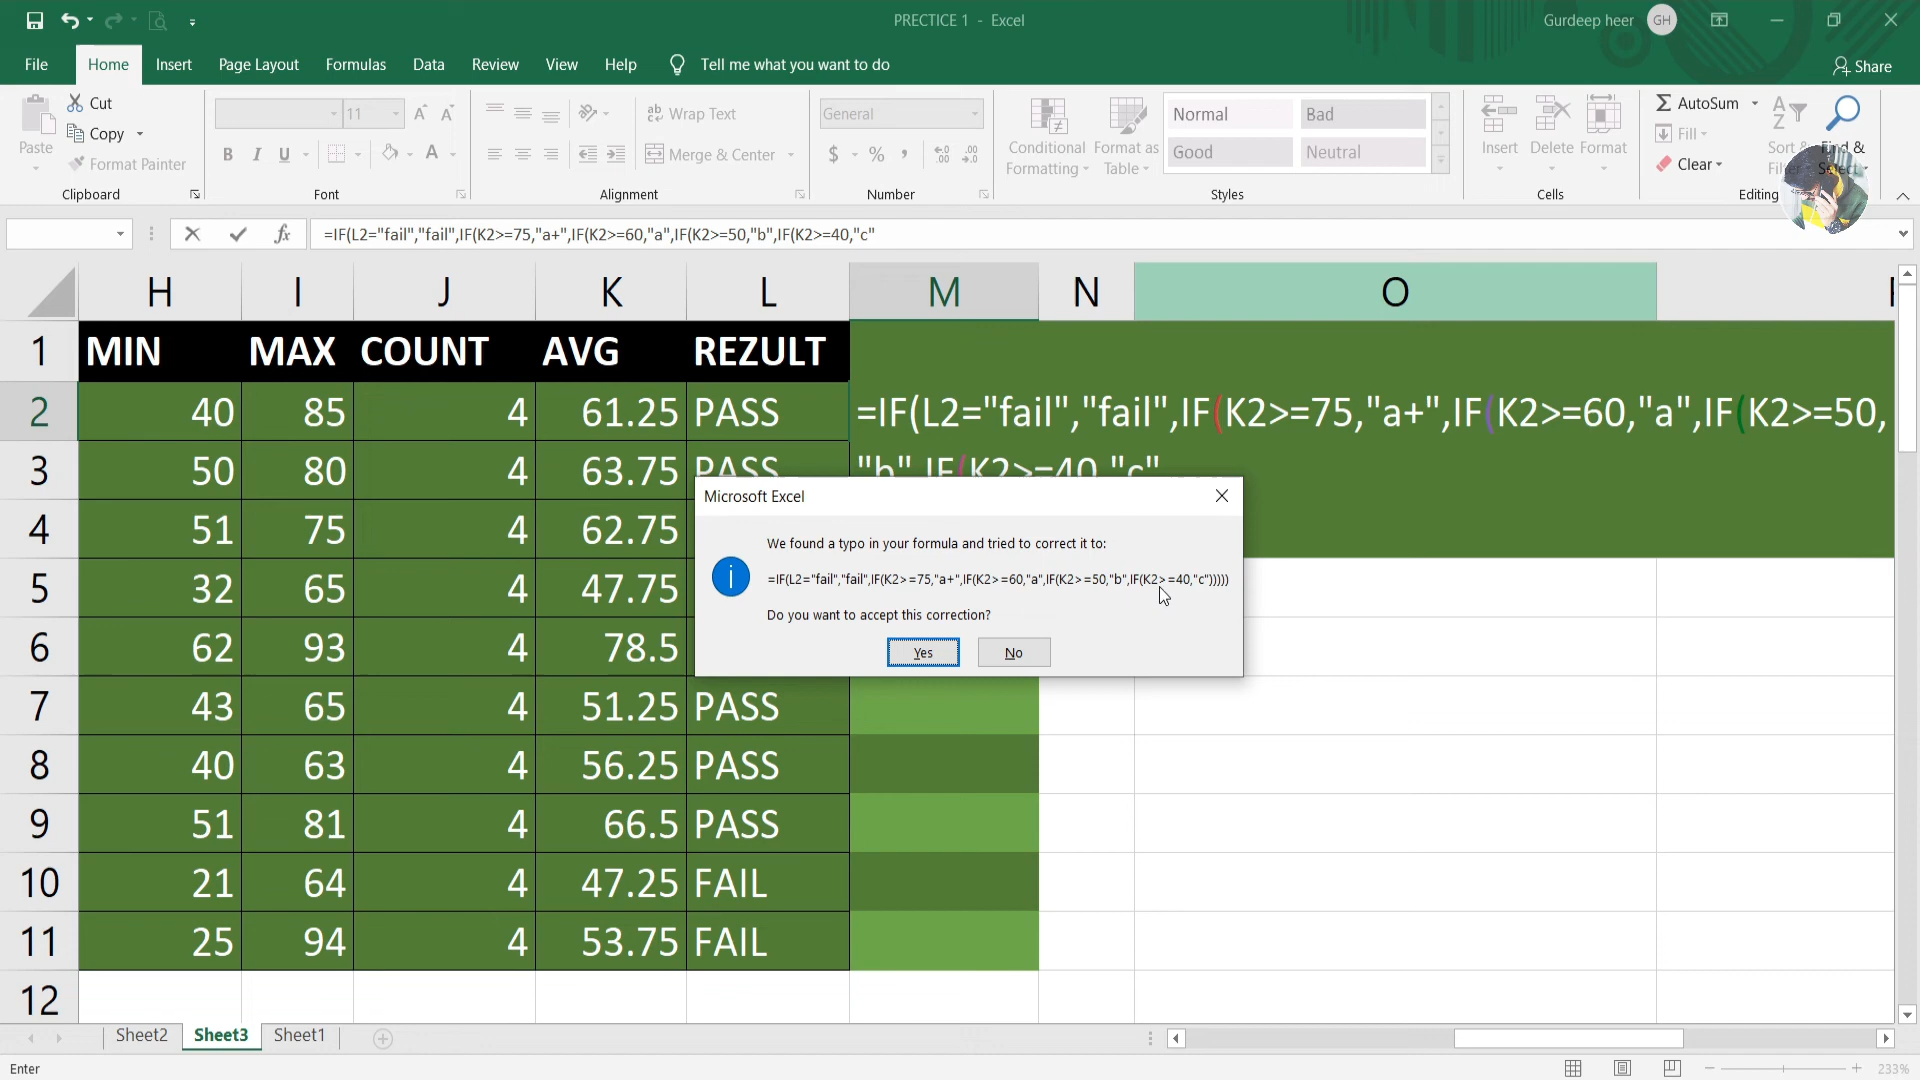 PRECTICE 1 - Excel
Gurdeep heer GH
File Home Insert Page Layout Formulas Data Review View Help Tell me what you want to do Share
Paste
Cut
Copy
Format Painter
Clipboard
11
B I U A
Font
Wrap Text
Merge & Center
Alignment
General
$ % ,
Number
Conditional
Formatting
Format as
Table
Normal Bad
Good Neutral
Styles
Insert Delete Format
Cells
AutoSum
Fill
Clear
Sort &
Find &
Select
Editing
fx =IF(L2="fail","fail",IF(K2>=75,"a+",IF(K2>=60,"a",IF(K2>=50,"b",IF(K2>=40,"c"
H I J K L M N O
1 MIN MAX COUNT AVG REZULT
2 40 85 4 61.25 PASS =IF(L2="fail","fail",IF(K2>=75,"a+",IF(K2>=60,"a",IF(K2>=50,
3 50 80 4 63.75 PASS "b",IF(K2>=40,"c"
4 51 75 4 62.75
5 32 65 4 47.75
6 62 93 4 78.5
7 43 65 4 51.25 PASS
8 40 63 4 56.25 PASS
9 51 81 4 66.5 PASS
10 21 64 4 47.25 FAIL
11 25 94 4 53.75 FAIL
12
Microsoft Excel
We found a typo in your formula and tried to correct it to:
=IF(L2="fail","fail",IF(K2>=75,"a+",IF(K2>=60,"a",IF(K2>=50,"b",IF(K2>=40,"c")))))
Do you want to accept this correction?
Yes No
Sheet2 Sheet3 Sheet1
Enter
233%